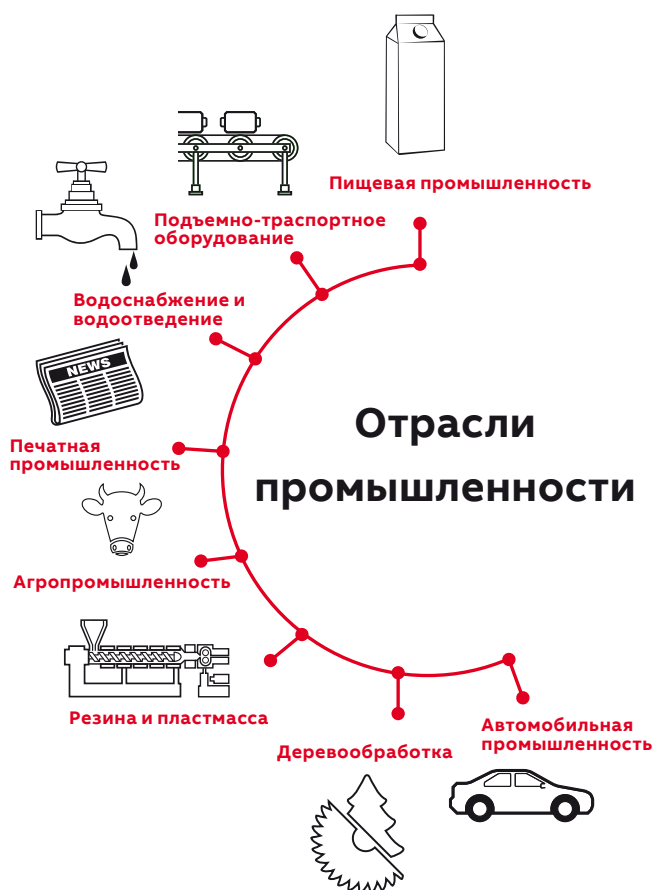 Пищевая промышленность
Подъемно-траспортное
оборудование
Водоснабжение и
водоотведение
NEWS
Печатная
промышленность
Отрасли
промышленности
Агропромышленность
Резина и пластмасса
Деревообработка
Автомобильная
промышленность